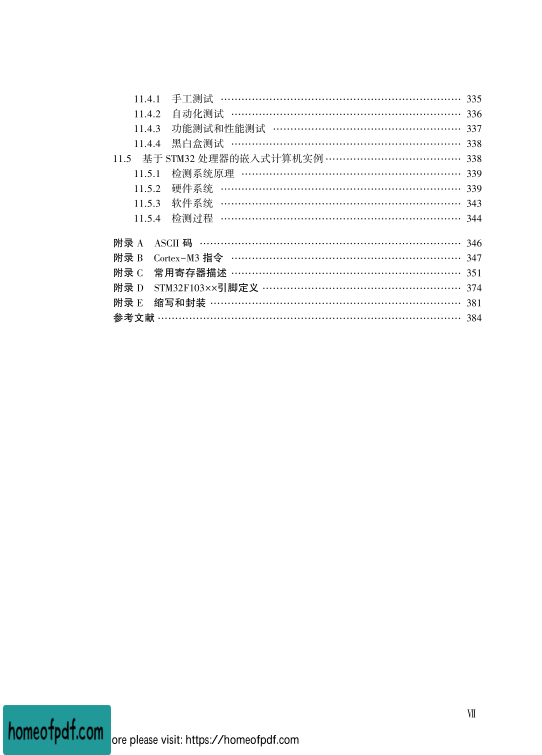 11.4.1 手工测试 …… 335
11.4.2 自动化测试 …… 336
11.4.3 功能测试和性能测试 …… 337
11.4.4 黑白盒测试 …… 338
11.5 基于 STM32 处理器的嵌入式计算机实例 …… 338
11.5.1 检测系统原理 …… 339
11.5.2 硬件系统 …… 339
11.5.3 软件系统 …… 343
11.5.4 检测过程 …… 344
附录 A ASCII 码 …… 346
附录 B Cortex-M3 指令 …… 347
附录 C 常用寄存器描述 …… 351
附录 D STM32F103××引脚定义 …… 374
附录 E 缩写和封装 …… 381
参考文献 …… 384
Ⅶ
homeofpdf.com
ore please visit: https://homeofpdf.com